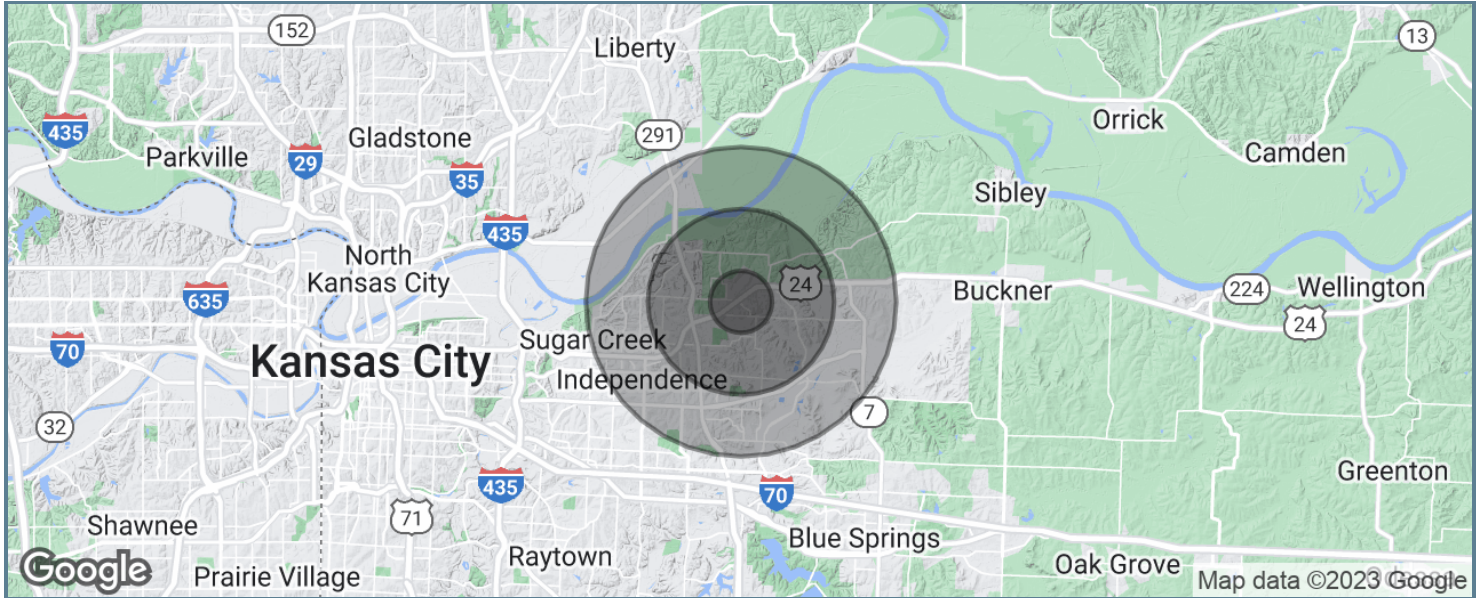 152
Liberty
13
435
Parkville
29
Gladstone
35
291
Orrick
Camden
Sibley
435
North
Kansas City
635
24
Buckner
224
Wellington
24
70
Kansas City
Sugar Creek
Independence
32
7
435
70
Greenton
71
Shawnee
Raytown
Blue Springs
Oak Grove
Google
Prairie Village
Map data ©2023 Google